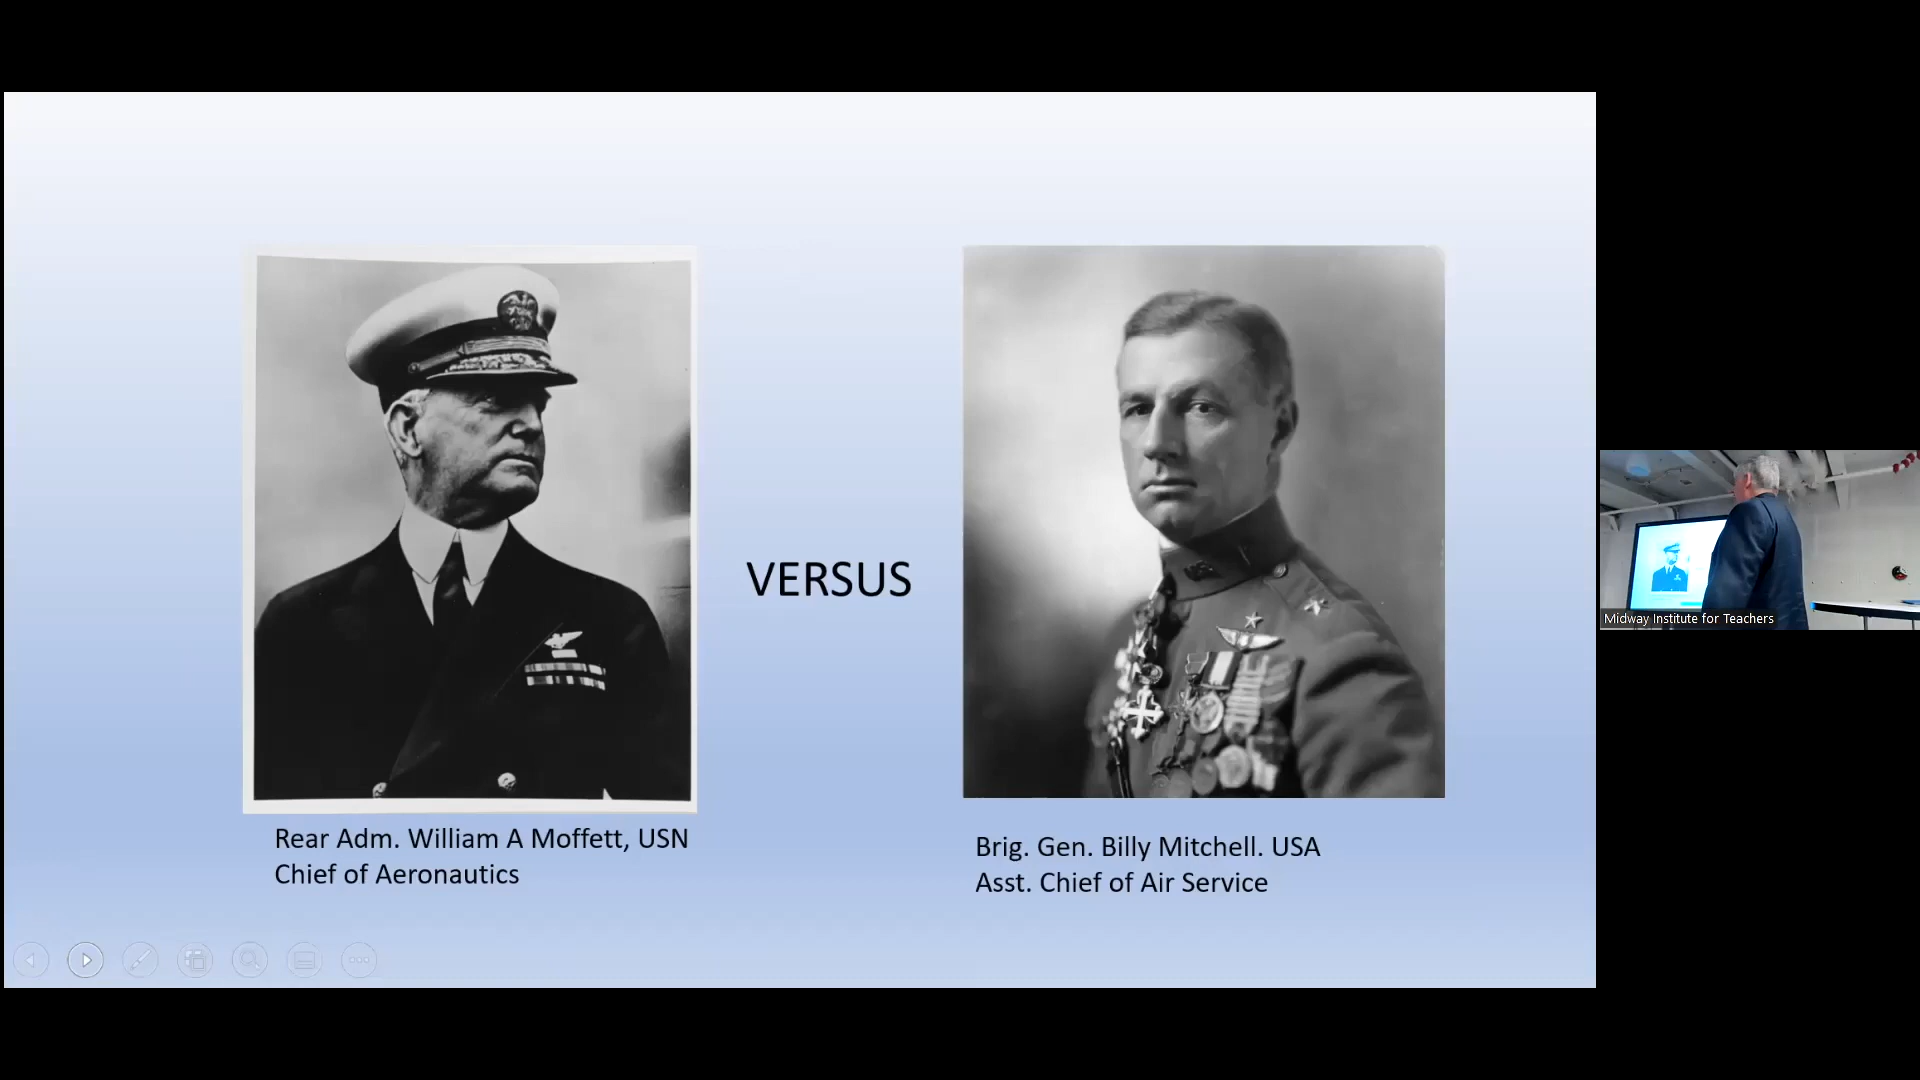 VERSUS
Rear Adm. William A Moffett, USN
Chief of Aeronautics
Brig. Gen. Billy Mitchell. USA
Asst. Chief of Air Service
Midway Institute for Teachers